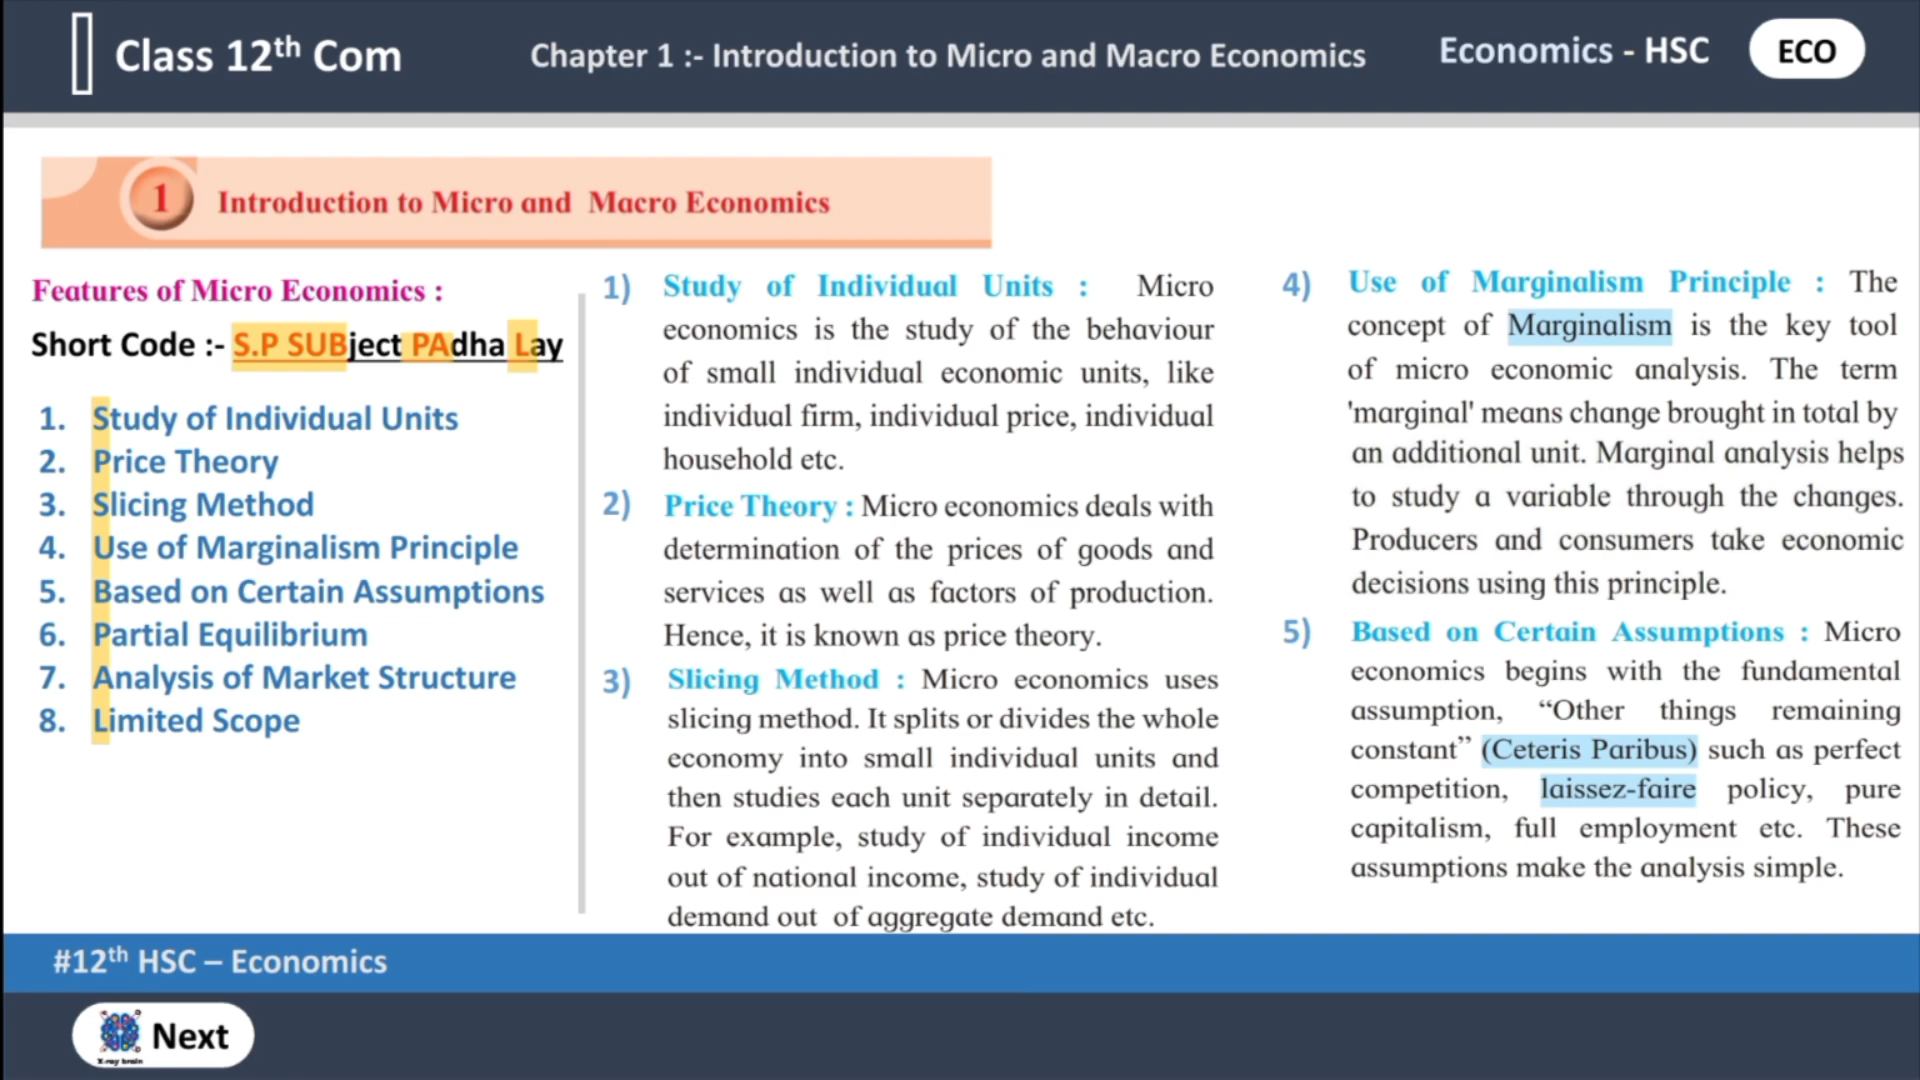 Class 12th Com
Chapter 1 :- Introduction to Micro and Macro Economics
Economics - HSC
ECO
1 Introduction to Micro and Macro Economics
Features of Micro Economics :
Short Code :- S.P SUBject PAdha Lay
1. Study of Individual Units
2. Price Theory
3. Slicing Method
4. Use of Marginalism Principle
5. Based on Certain Assumptions
6. Partial Equilibrium
7. Analysis of Market Structure
8. Limited Scope
1) Study of Individual Units : Micro
economics is the study of the behaviour
of small individual economic units, like
individual firm, individual price, individual
household etc.
2) Price Theory : Micro economics deals with
determination of the prices of goods and
services as well as factors of production.
Hence, it is known as price theory.
3) Slicing Method : Micro economics uses
slicing method. It splits or divides the whole
economy into small individual units and
then studies each unit separately in detail.
For example, study of individual income
out of national income, study of individual
demand out of aggregate demand etc.
4) Use of Marginalism Principle : The
concept of Marginalism is the key tool
of micro economic analysis. The term
'marginal' means change brought in total by
an additional unit. Marginal analysis helps
to study a variable through the changes.
Producers and consumers take economic
decisions using this principle.
5) Based on Certain Assumptions : Micro
economics begins with the fundamental
assumption, “Other things remaining
constant” (Ceteris Paribus) such as perfect
competition, laissez-faire policy, pure
capitalism, full employment etc. These
assumptions make the analysis simple.
#12th HSC – Economics
X-ray brain
Next